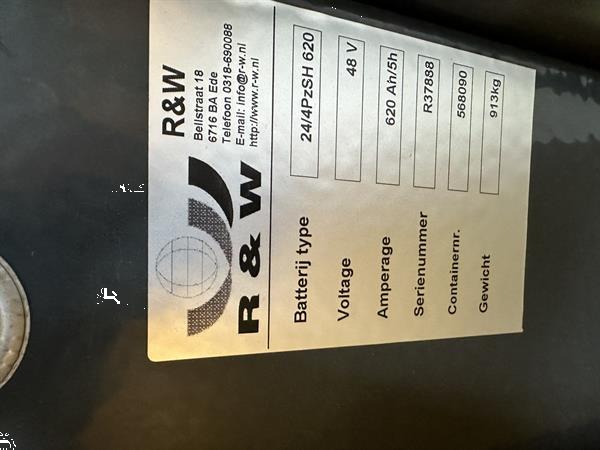 R&W
R&W
Bellstraat 18
6716 BA Ede
Telefoon 0318-690088
E-mail: info@r-w.nl
http://www.r-w.nl
Batterij type 24/4PzSH 620
Voltage 48 V
Amperage 620 Ah/5h
Serienummer R37888
Containernr. 568090
Gewicht 913kg